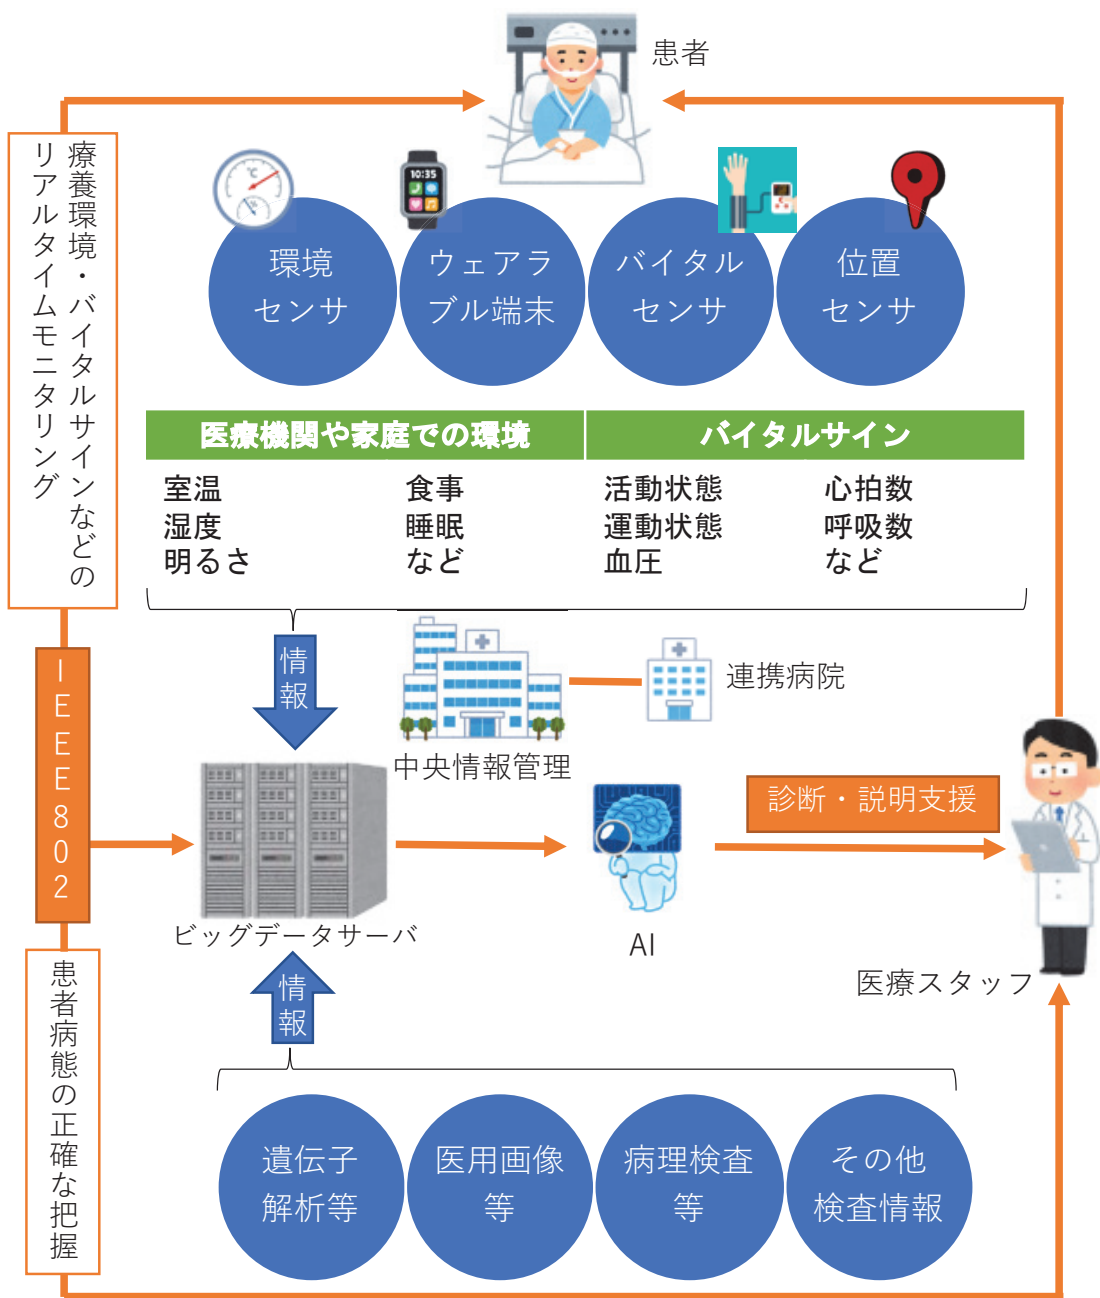 患者
療養環境・バイタルサインなどの
リアルタイムモニタリング
10:35
℃
%
環境
センサ
ウェアラ
ブル端末
バイタル
センサ
位置
センサ
医療機関や家庭での環境
バイタルサイン
室温
湿度
明るさ
食事
睡眠
など
活動状態
運動状態
血圧
心拍数
呼吸数
など
情報
連携病院
中央情報管理
IEEE802
診断・説明支援
ビッグデータサーバ
AI
医療スタッフ
情報
患者病態の正確な把握
遺伝子
解析等
医用画像
等
病理検査
等
その他
検査情報